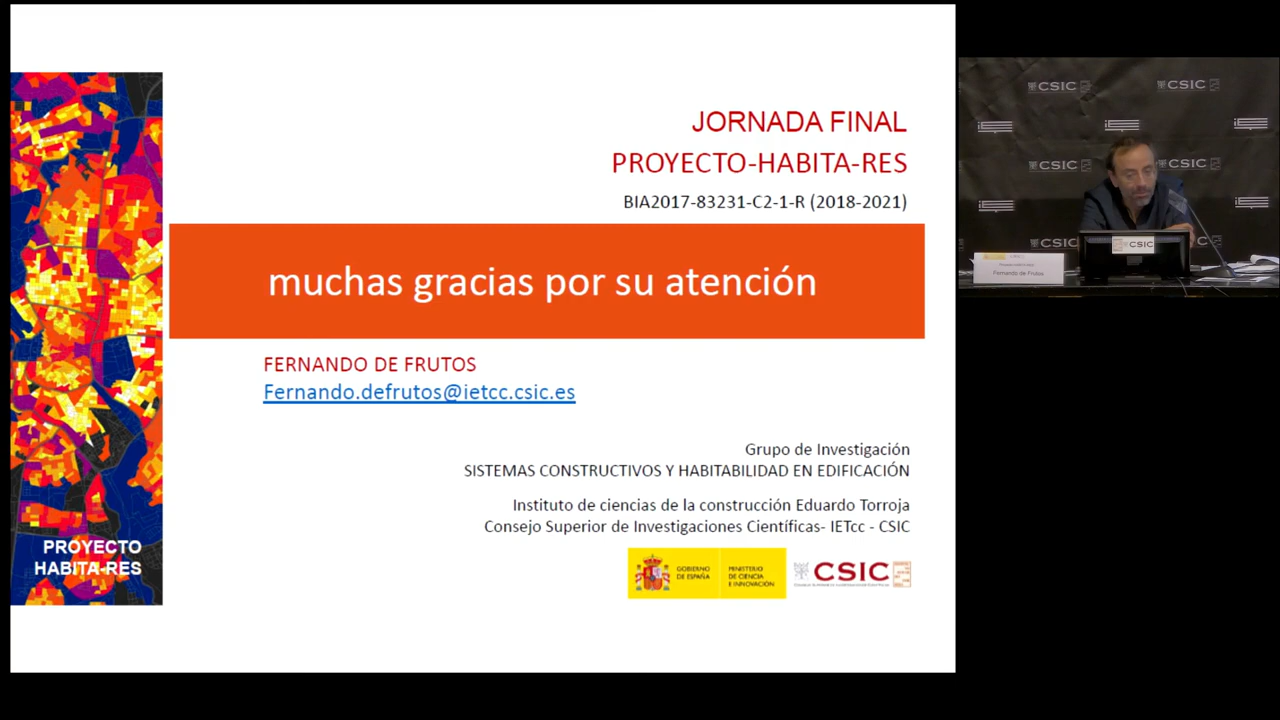 JORNADA FINAL
PROYECTO-HABITA-RES
BIA2017-83231-C2-1-R (2018-2021)
muchas gracias por su atención
FERNANDO DE FRUTOS
Fernando.defrutos@ietcc.csic.es
Grupo de Investigación
SISTEMAS CONSTRUCTIVOS Y HABITABILIDAD EN EDIFICACIÓN
Instituto de ciencias de la construcción Eduardo Torroja
Consejo Superior de Investigaciones Científicas- IETcc - CSIC
PROYECTO
HABITA-RES
GOBIERNO
DE ESPAÑA
MINISTERIO
DE CIENCIA
E INNOVACIÓN
CSIC
CSIC
CSIC
CSIC
CSIC
CSIC
CSIC
Fernando de Frutos